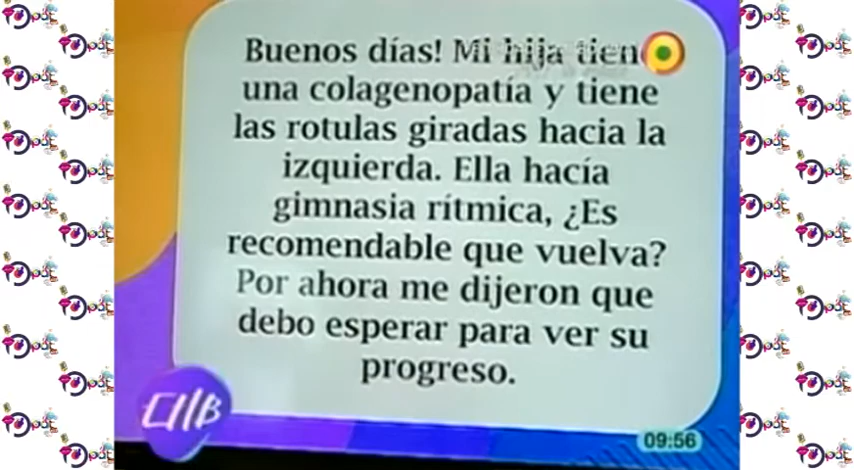 Buenos días! Mi hija tiene
una colagenopatía y tiene
las rotulas giradas hacia la
izquierda. Ella hacía
gimnasia rítmica, ¿Es
recomendable que vuelva?
Por ahora me dijeron que
debo esperar para ver su
progreso.
09:56